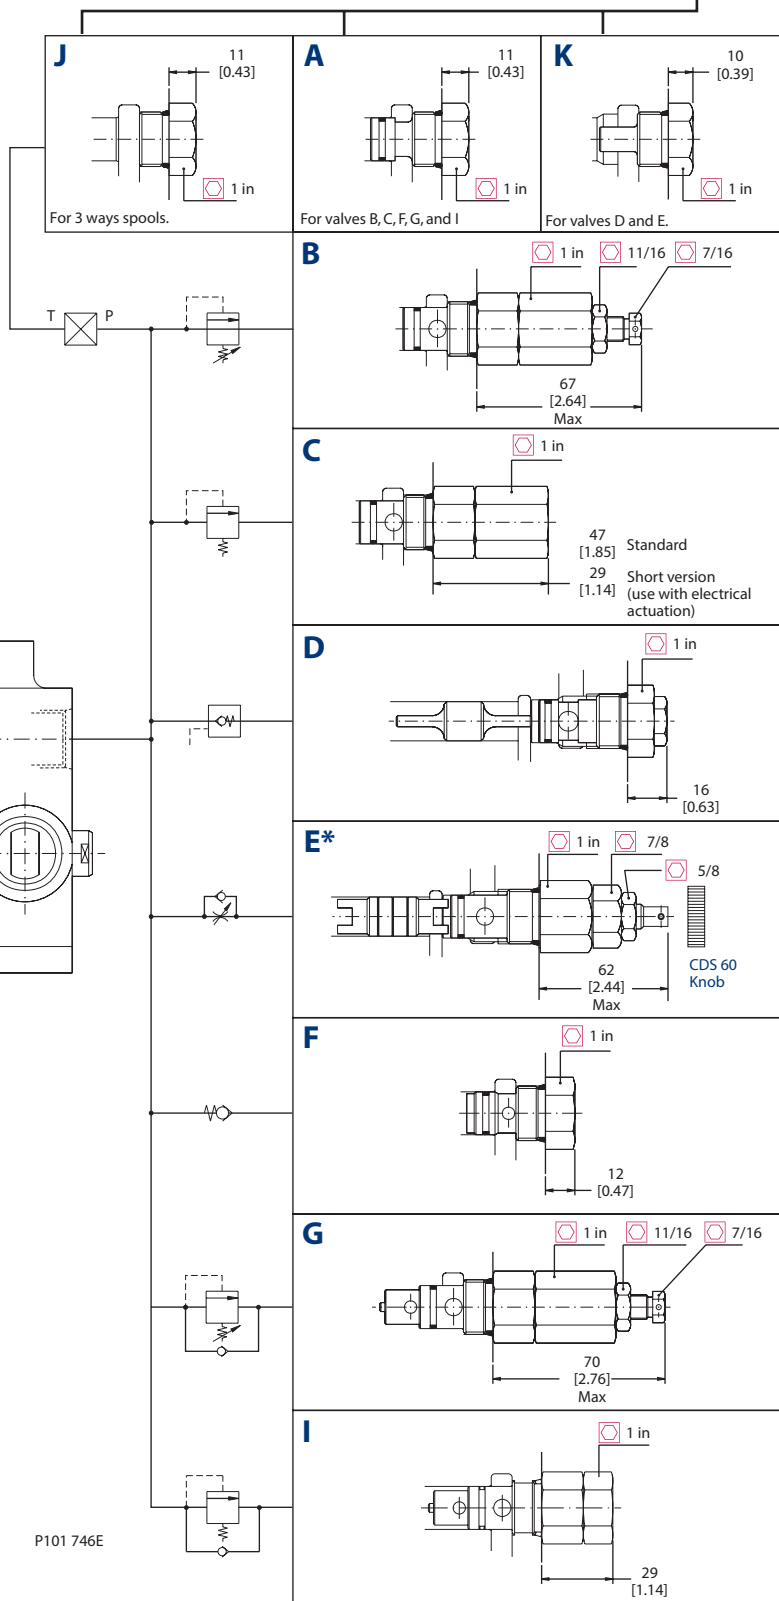 J
11
[0.43]
1 in
For 3 ways spools.
A
11
[0.43]
1 in
For valves B, C, F, G, and I
K
10
[0.39]
1 in
For valves D and E.
T
P
B
1 in
11/16
7/16
67
[2.64]
Max
C
1 in
47
[1.85]
Standard
29
[1.14]
Short version
(use with electrical
actuation)
D
1 in
16
[0.63]
E*
1 in
7/8
5/8
62
[2.44]
Max
CDS 60
Knob
F
1 in
12
[0.47]
G
1 in
11/16
7/16
70
[2.76]
Max
I
1 in
29
[1.14]
P101 746E